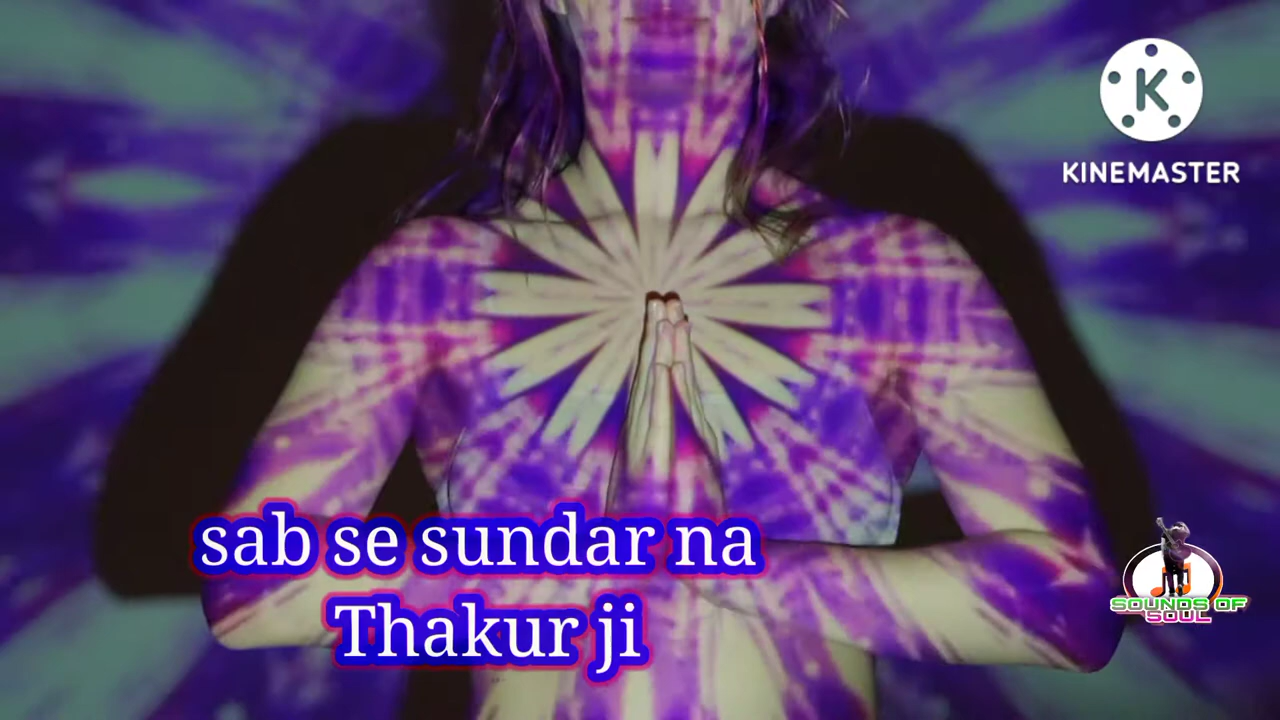 K
KINEMASTER
sab se sundar na
Thakur ji
SOUNDS OF
SOUL